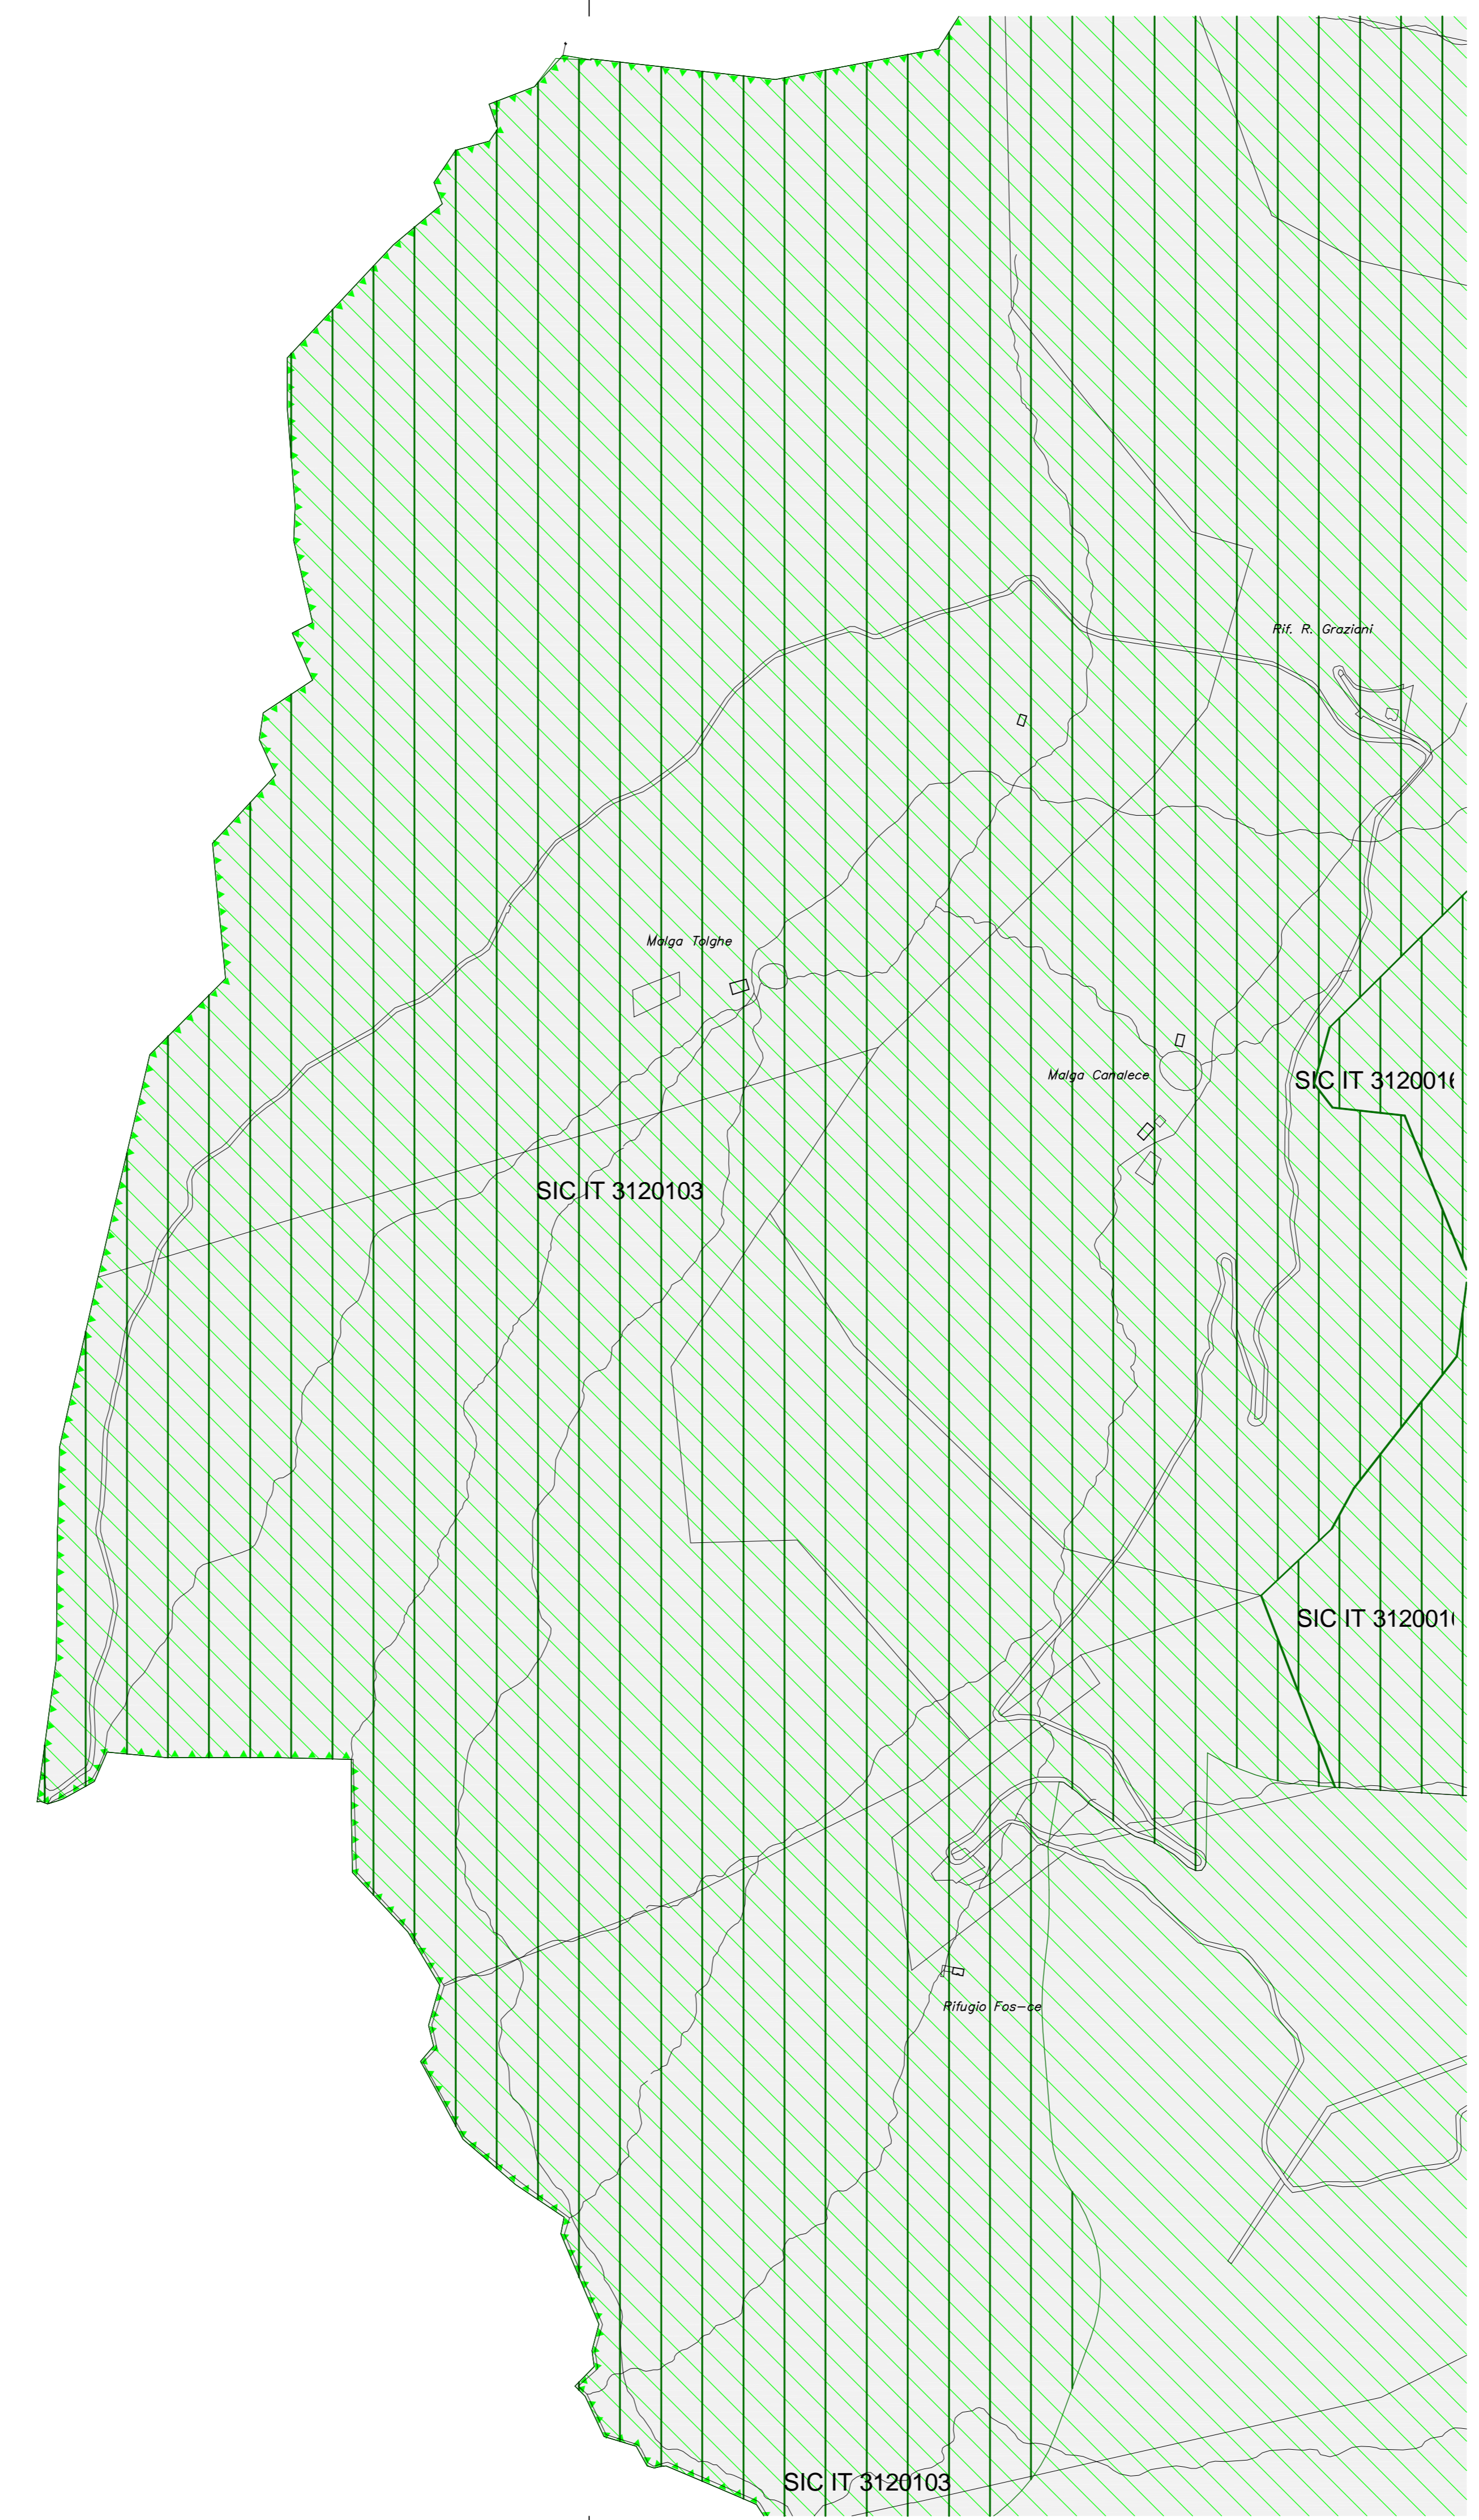 Rif. R. Graziani
Malga Tolghe
Malga Canalece
SIC IT 3120016
SIC IT 3120103
SIC IT 312001
Rifugio Fos-ce
SIC IT 3120103